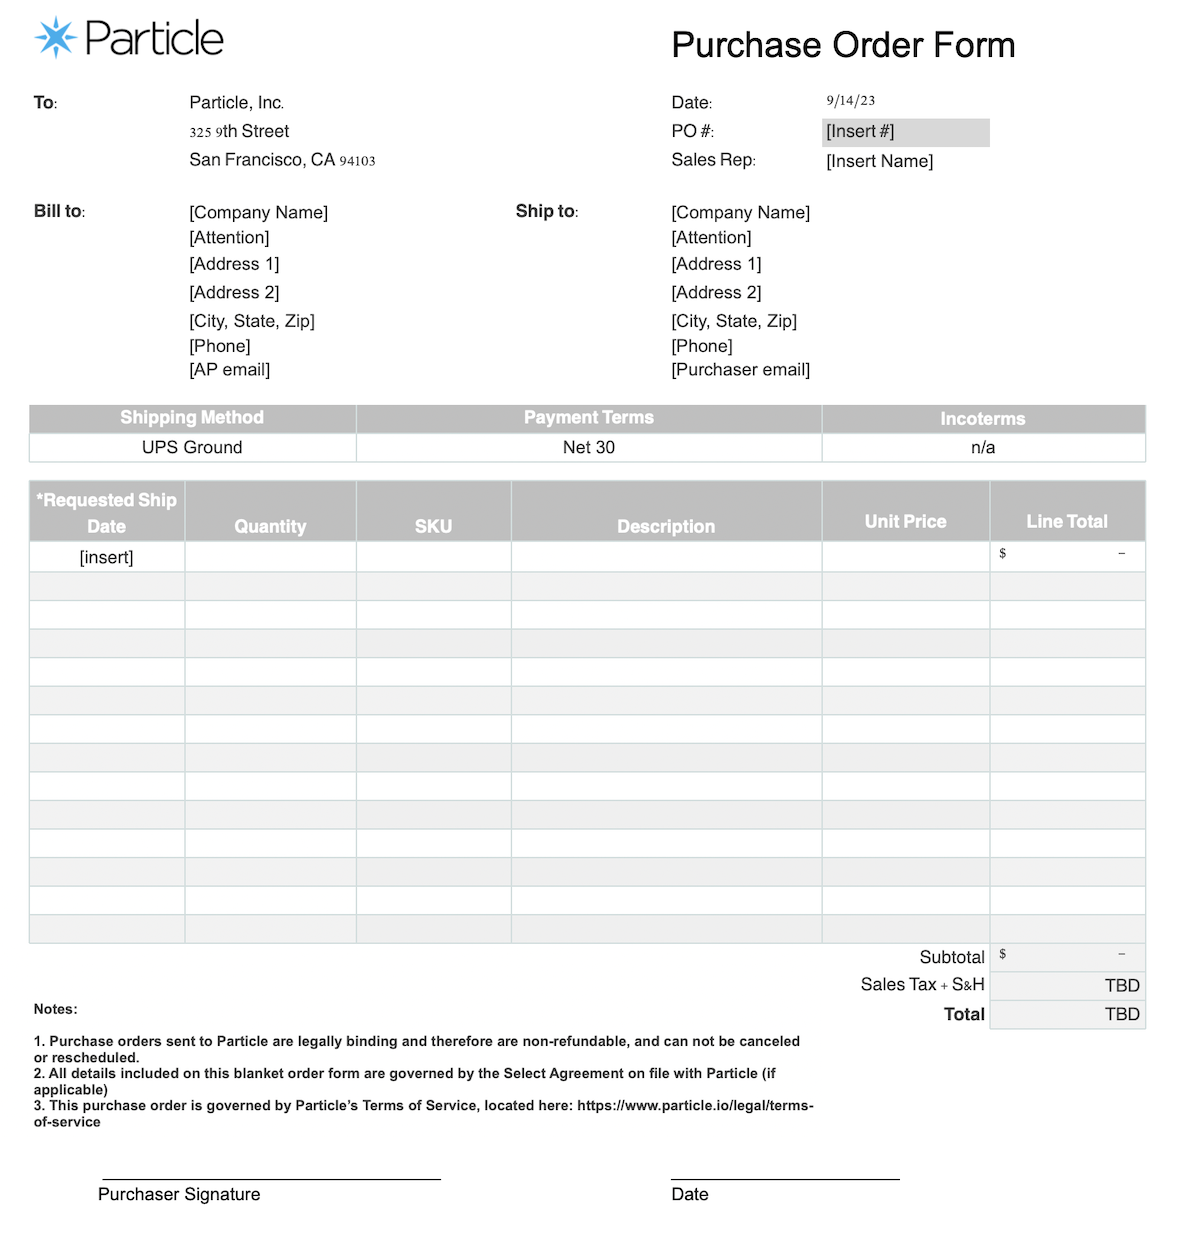 Particle
Purchase Order Form
To:
Particle, Inc.
325 9th Street
San Francisco, CA 94103
Date:
9/14/23
PO #:
[Insert #]
Sales Rep:
[Insert Name]
Bill to:
[Company Name]
[Attention]
[Address 1]
[Address 2]
[City, State, Zip]
[Phone]
[AP email]
Ship to:
[Company Name]
[Attention]
[Address 1]
[Address 2]
[City, State, Zip]
[Phone]
[Purchaser email]
Shipping Method Payment Terms Incoterms
UPS Ground Net 30 n/a
*Requested Ship
Date Quantity SKU Description Unit Price Line Total
[insert] $ –
Subtotal $ –
Sales Tax + S&H TBD
Total TBD
Notes:
1. Purchase orders sent to Particle are legally binding and therefore are non-refundable, and can not be canceled
or rescheduled.
2. All details included on this blanket order form are governed by the Select Agreement on file with Particle (if
applicable)
3. This purchase order is governed by Particle’s Terms of Service, located here: https://www.particle.io/legal/terms-
of-service
Purchaser Signature
Date